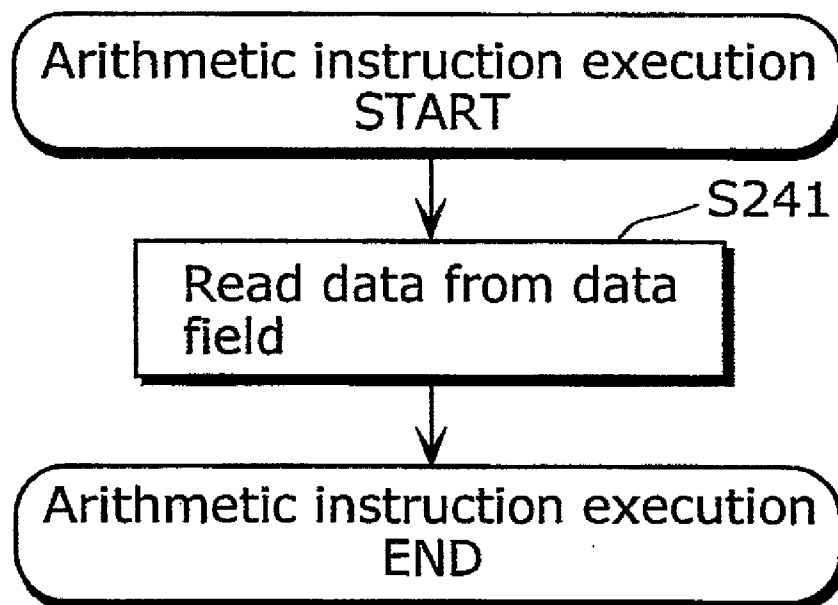 Arithmetic instruction execution
START
S241
Read data from data
field
Arithmetic instruction execution
END